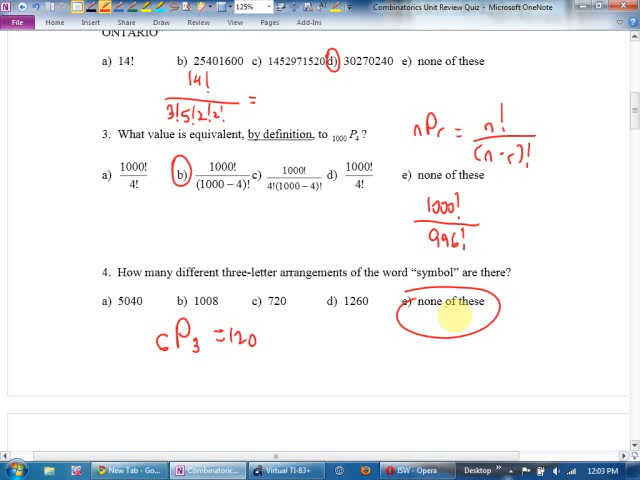 Combinatorics Unit Review Quiz - Microsoft OneNote
File Home Insert Share Draw Review View Add-Ins
125%
ONTARIO
a) 14! b) 25401600 c) 1452971520 d) 30270240 e) none of these
14! / 3!5!2!2! =
3. What value is equivalent, by definition, to 1000 P 4 ?
nPr = n! / (n-r)!
a) 1000! / 4! b) 1000! / (1000 – 4)! c) 1000! / 4!(1000 – 4)! d) 1000! / 4! e) none of these
1000! / 996!
4. How many different three-letter arrangements of the word “symbol” are there?
a) 5040 b) 1008 c) 720 d) 1260 e) none of these
6P3 = 120
New Tab - Go... Combinatoric... Virtual TI-83+ ISW - Opera Desktop 12:03 PM